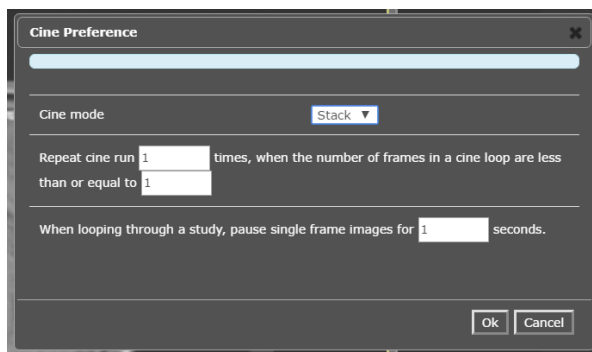 Cine Preference
Cine mode Stack ▼
Repeat cine run 1 times, when the number of frames in a cine loop are less
than or equal to 1
When looping through a study, pause single frame images for 1 seconds.
Ok Cancel